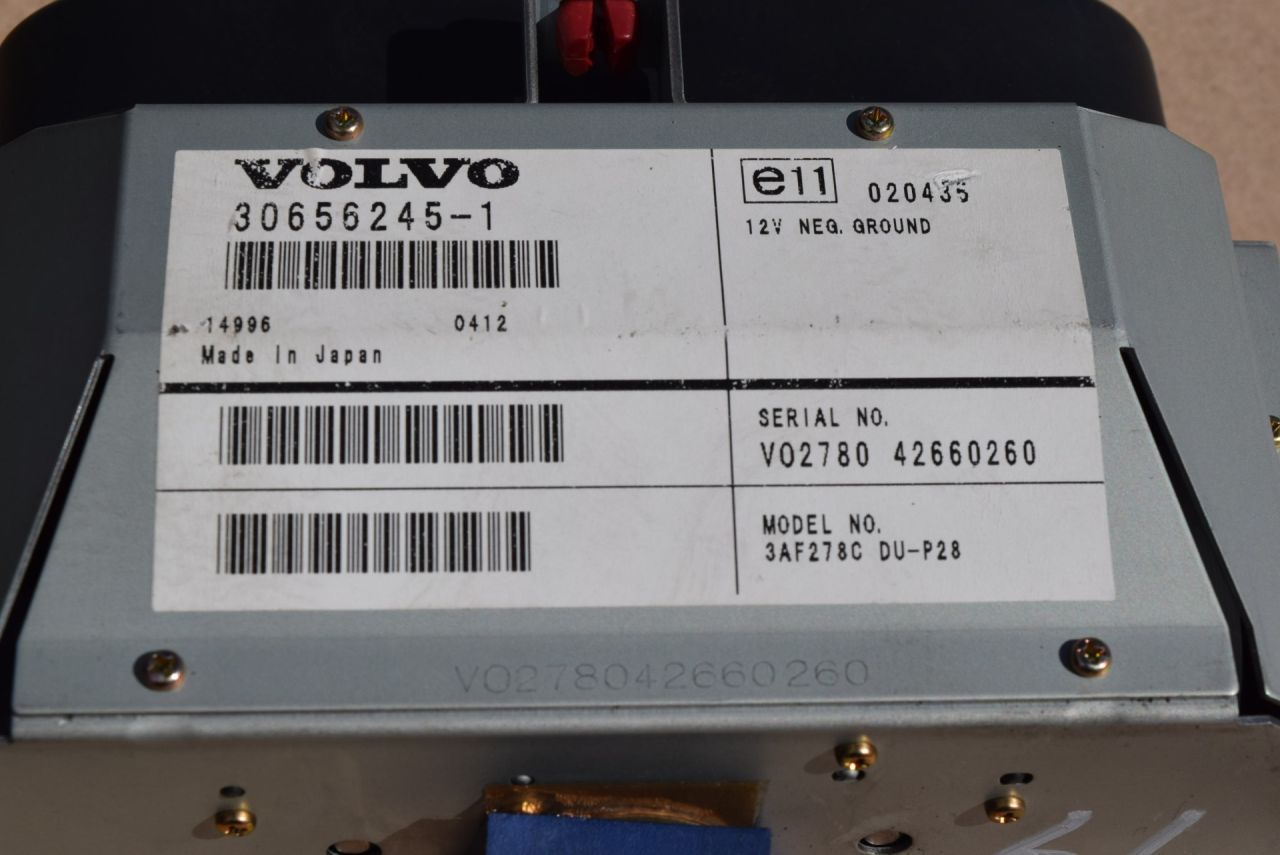 VOLVO
30656245-1
14996 0412
Made in Japan
e11 020435
12V NEG. GROUND
SERIAL NO.
VO2780 42660260
MODEL NO.
3AF278C DU-P28
VO278042660260